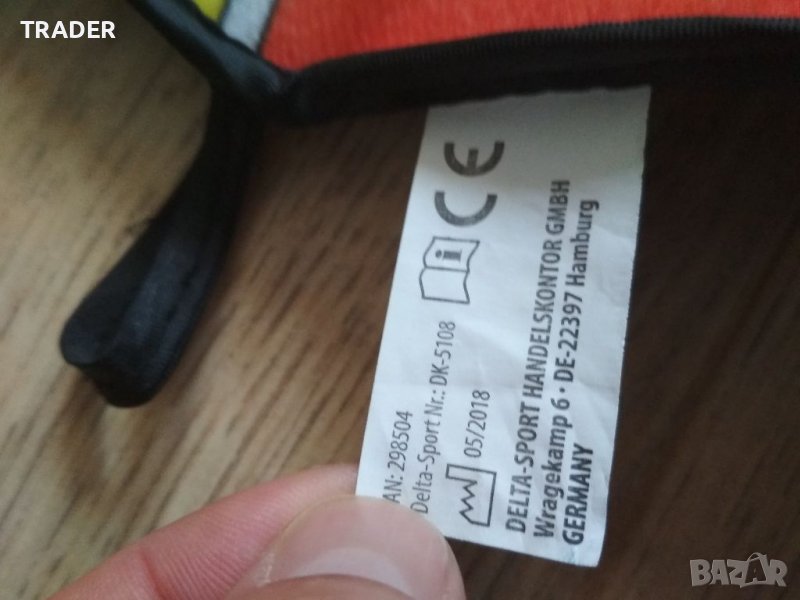 TRADER
CE
IAN: 298504
Delta-Sport Nr.: DK-5108
05/2018
DELTA-SPORT HANDELSKONTOR GMBH
Wragekamp 6 · DE-22397 Hamburg
GERMANY
BAZAR